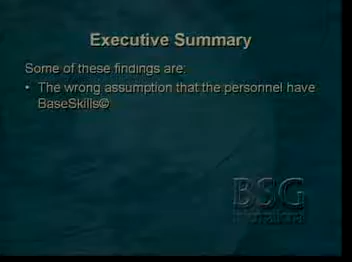 Executive Summary
Some of these findings are:
• The wrong assumption that the personnel have
BaseSkills©
BSG
International